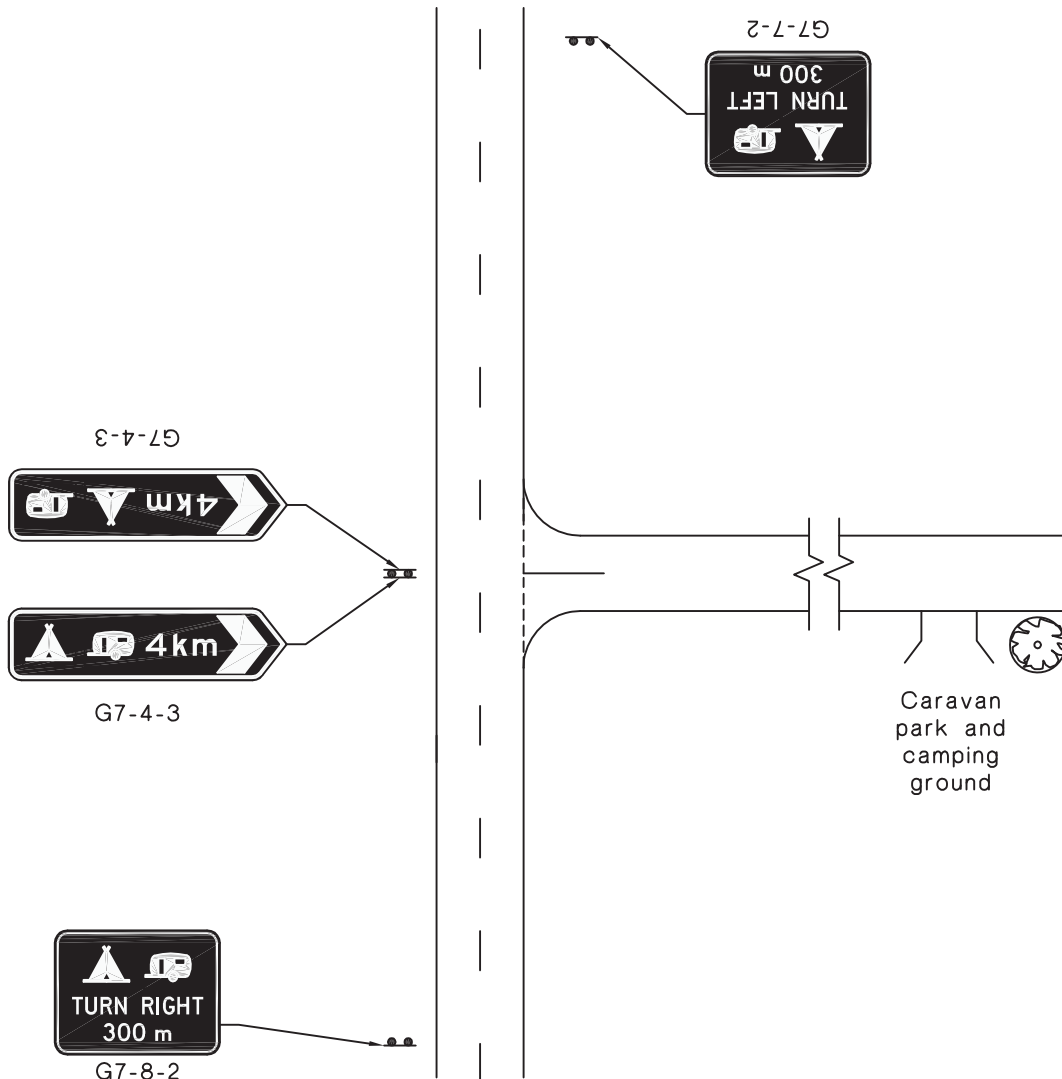 G7-7-2
TURN LEFT
300 m
G7-4-3
4km
4km
G7-4-3
Caravan
park and
camping
ground
TURN RIGHT
300 m
G7-8-2